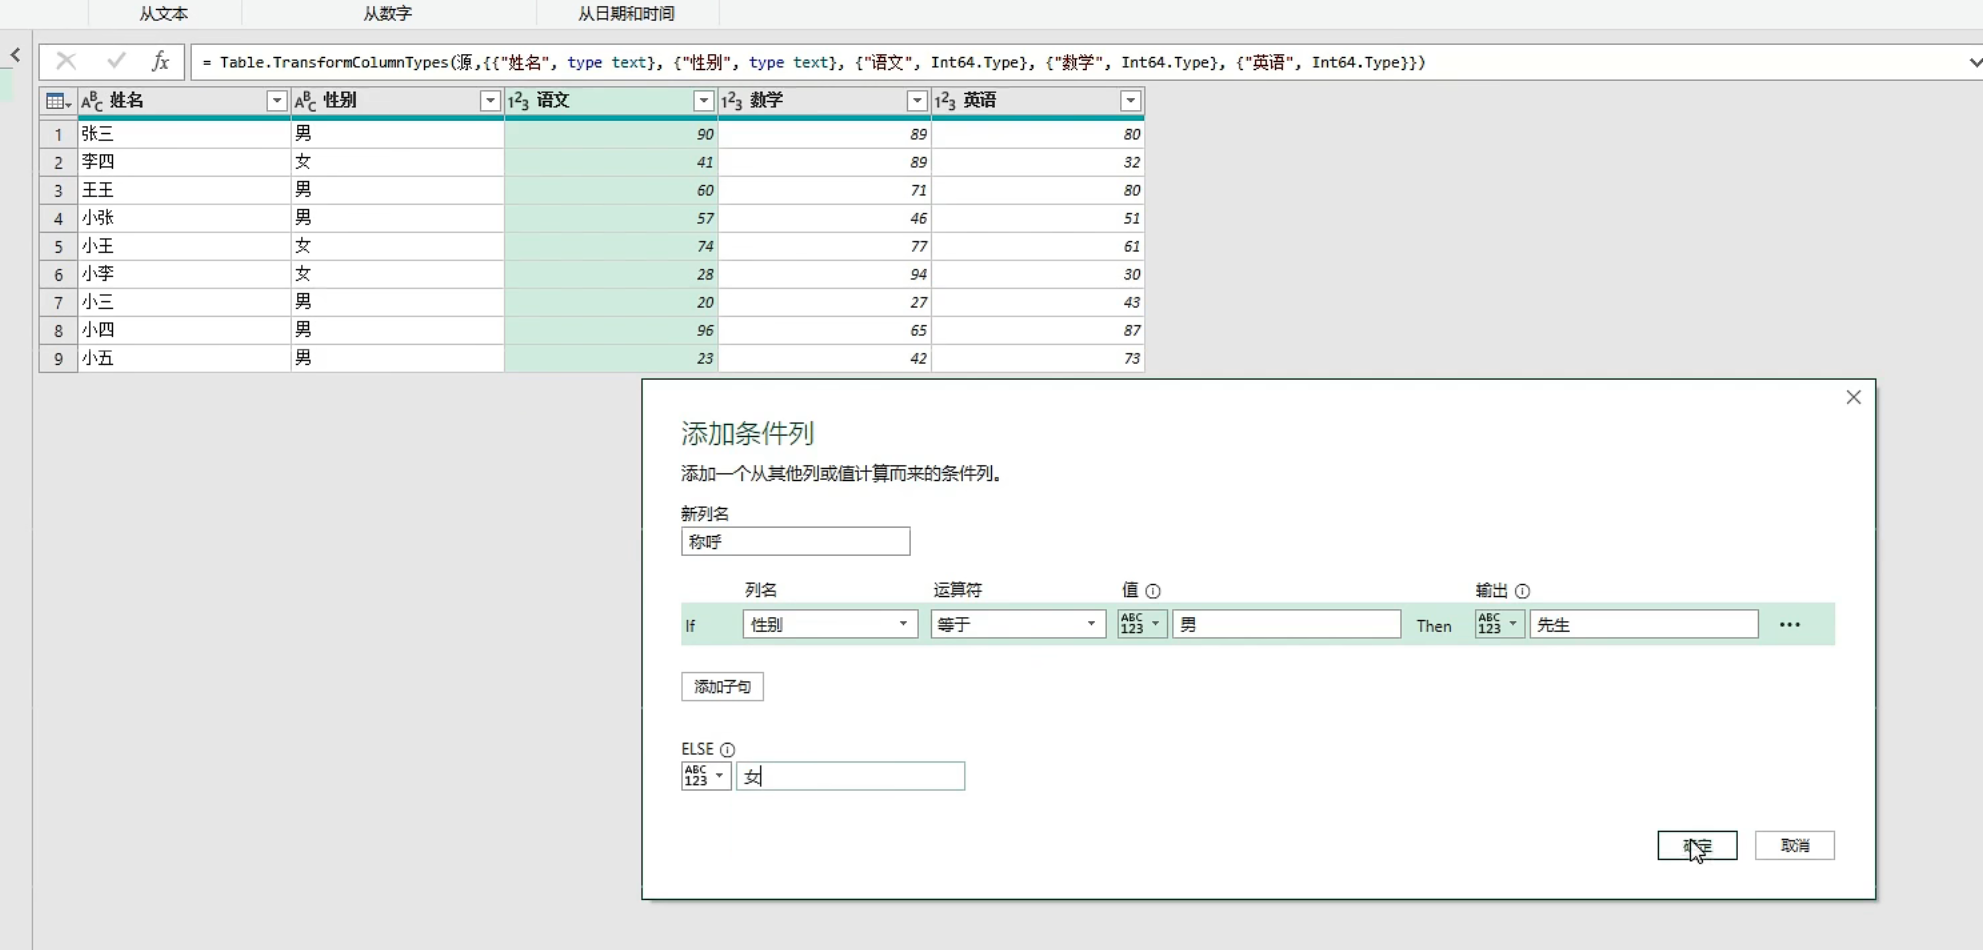 从文本 从数字 从日期和时间
fx = Table.TransformColumnTypes(源,{{"姓名", type text}, {"性别", type text}, {"语文", Int64.Type}, {"数学", Int64.Type}, {"英语", Int64.Type}})
ABC 姓名 ABC 性别 123 语文 123 数学 123 英语
1 张三 男 90 89 80
2 李四 女 41 89 32
3 王王 男 60 71 80
4 小张 男 57 46 51
5 小王 女 74 77 61
6 小李 女 28 94 30
7 小三 男 20 27 43
8 小四 男 96 65 87
9 小五 男 23 42 73
添加条件列
添加一个从其他列或值计算而来的条件列。
新列名
称呼
列名 运算符 值 输出
If 性别 等于 ABC 123 男 Then ABC 123 先生 ...
添加子句
ELSE
ABC 123 女
确定 取消